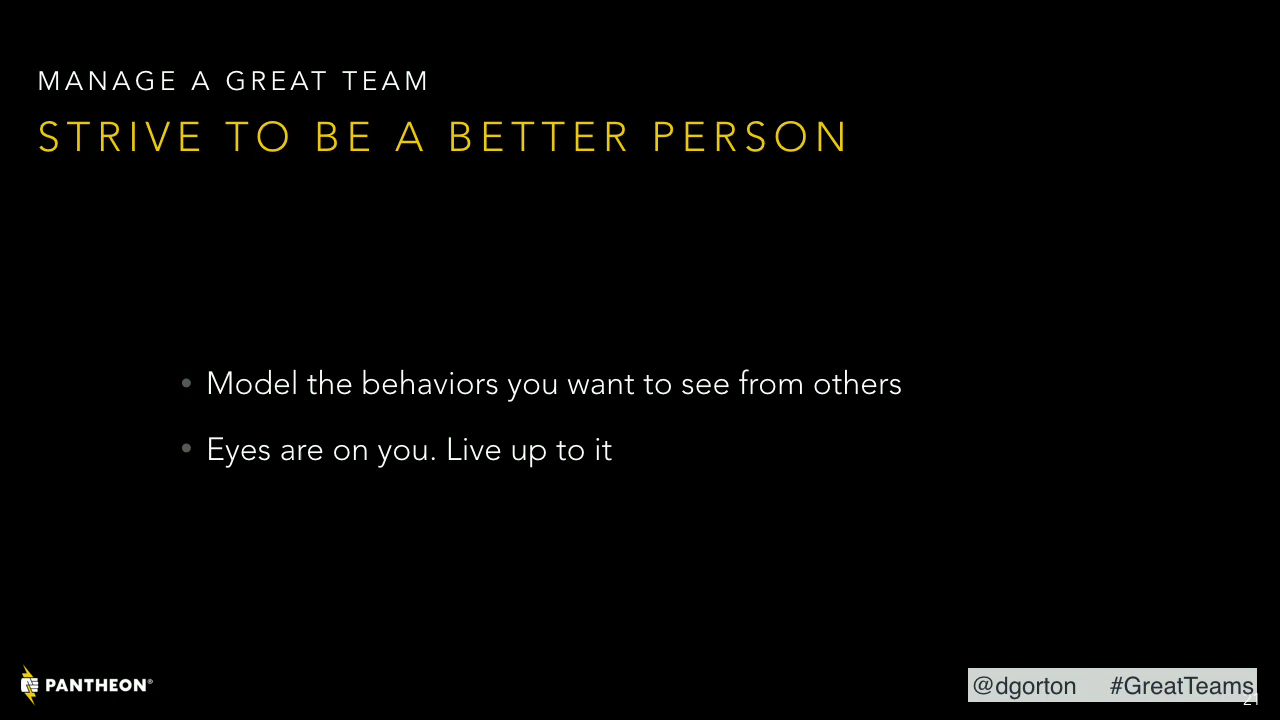 MANAGE A GREAT TEAM
STRIVE TO BE A BETTER PERSON
• Model the behaviors you want to see from others
• Eyes are on you. Live up to it
PANTHEON®
@dgorton #GreatTeams